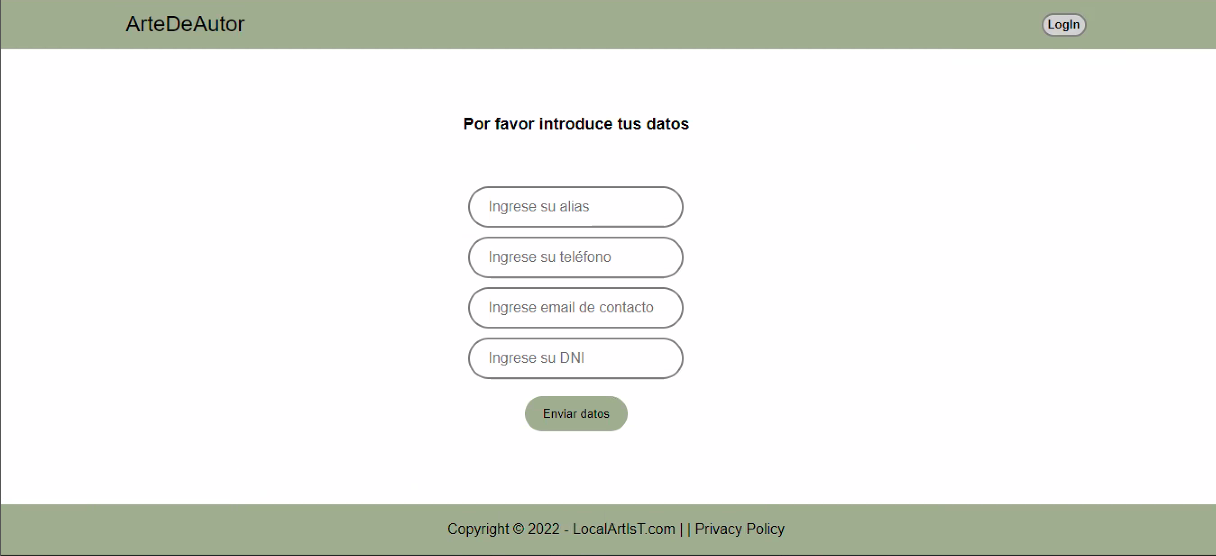 ArteDeAutor
LogIn
Por favor introduce tus datos
Ingrese su alias
Ingrese su teléfono
Ingrese email de contacto
Ingrese su DNI
Enviar datos
Copyright © 2022 - LocalArtIsT.com | | Privacy Policy